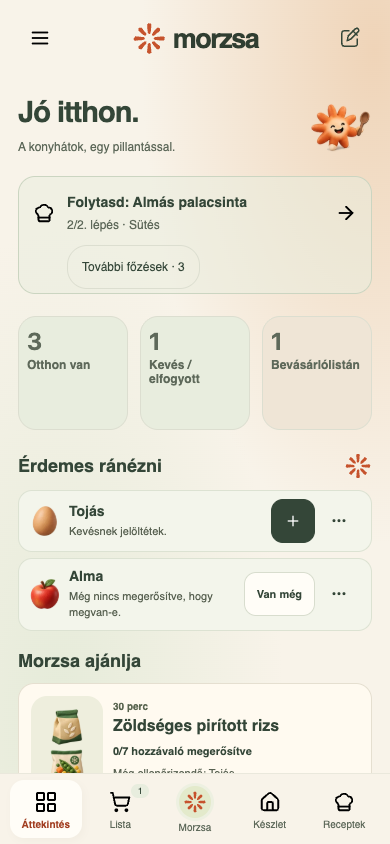 morzsa
Jó itthon.
A konyhátok, egy pillantással.
Folytasd: Almás palacsinta
2/2. lépés · Sütés
További főzések · 3
3
Otthon van
1
Kevés /
elfogyott
1
Bevásárlólistán
Érdemes ránézni
Tojás
Kevésnek jelöltétek.
Alma
Még nincs megerősítve, hogy
megvan-e.
Van még
Morzsa ajánlja
30 perc
Zöldséges pirított rizs
0/7 hozzávaló megerősítve
Még ellenőrizendő: Tojás
1
Áttekintés
Lista
Morzsa
Készlet
Receptek